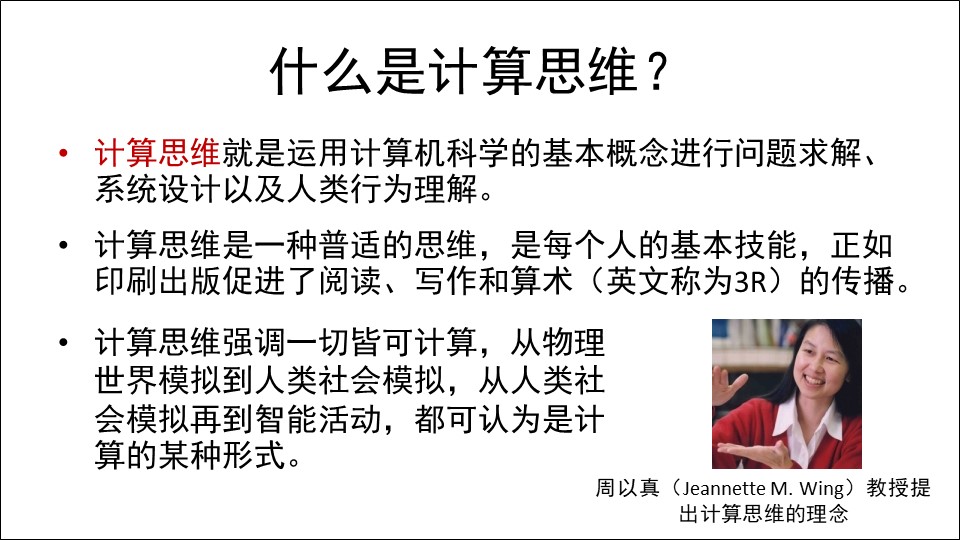 什么是计算思维？
• 计算思维就是运用计算机科学的基本概念进行问题求解、
系统设计以及人类行为理解。
• 计算思维是一种普适的思维，是每个人的基本技能，正如
印刷出版促进了阅读、写作和算术（英文称为3R）的传播。
• 计算思维强调一切皆可计算，从物理
世界模拟到人类社会模拟，从人类社
会模拟再到智能活动，都可认为是计
算的某种形式。
周以真（Jeannette M. Wing）教授提
出计算思维的理念